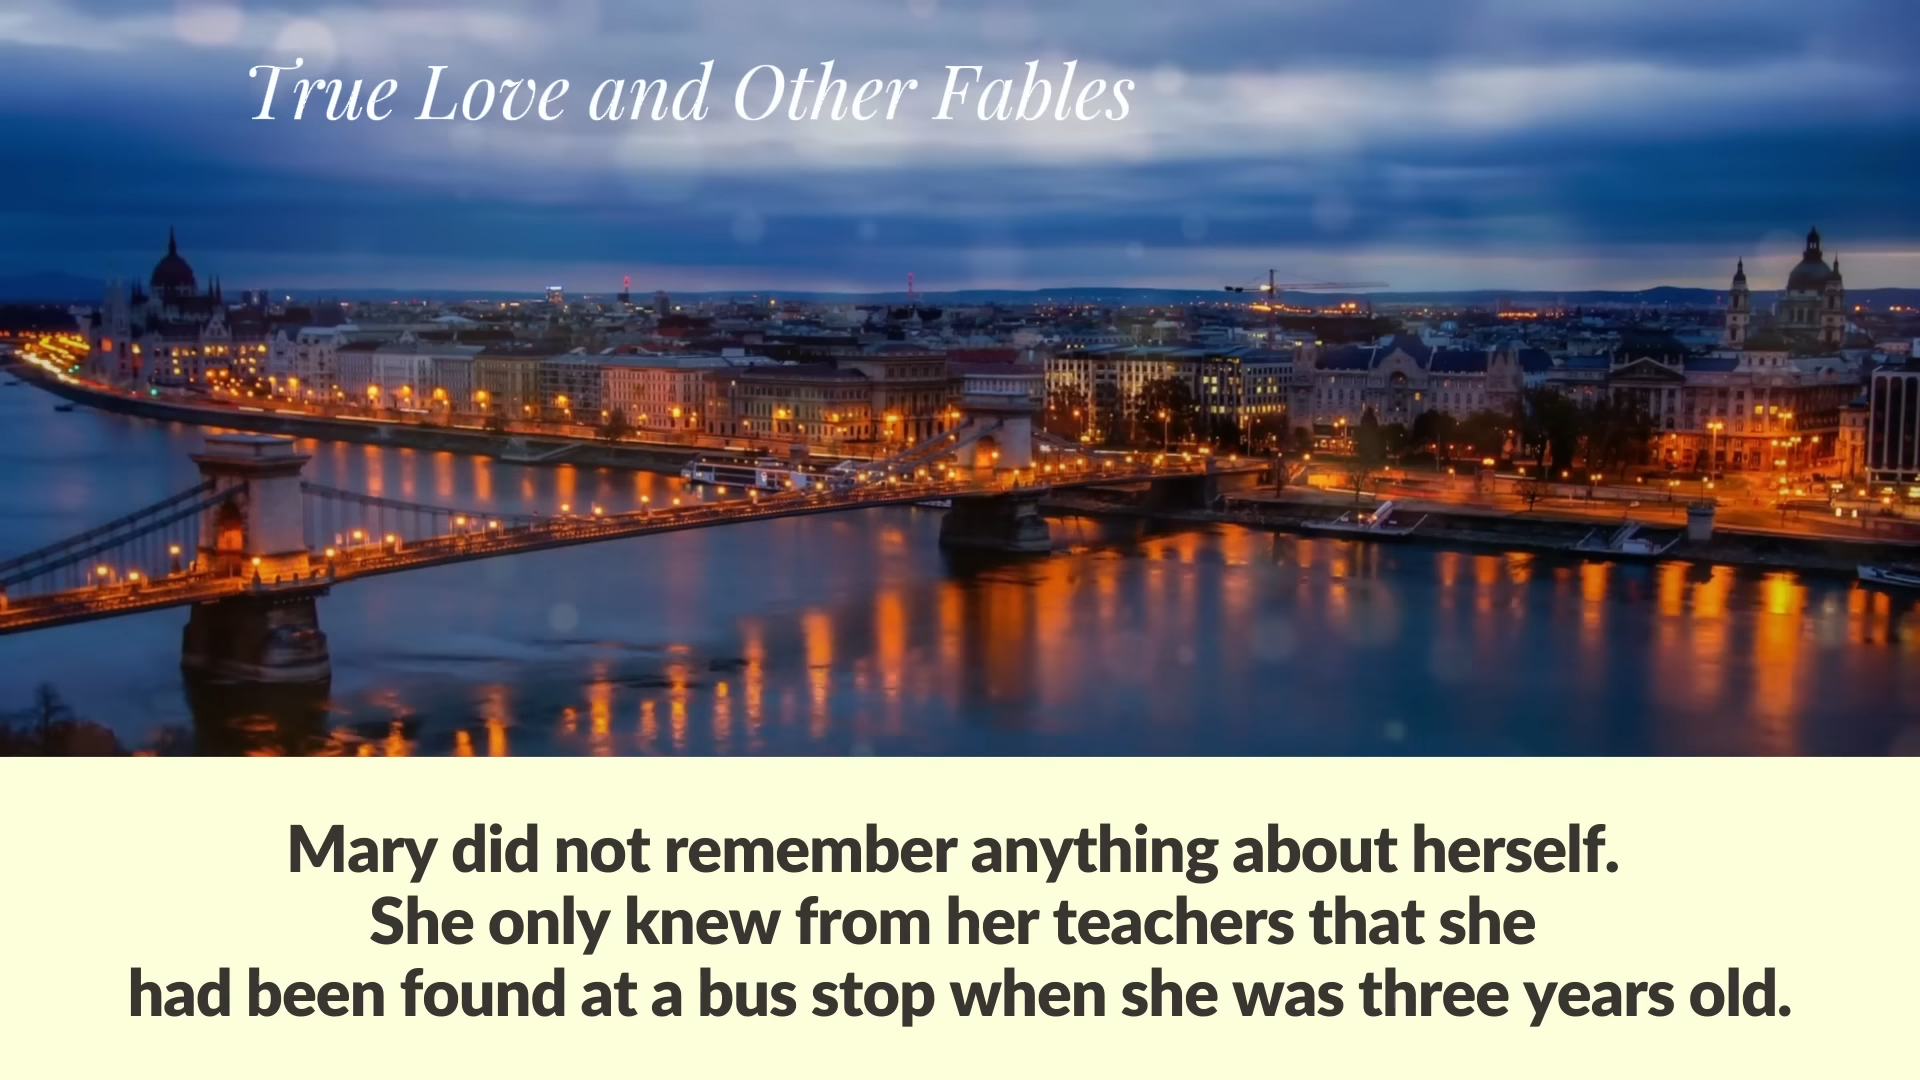 True Love and Other Fables
Mary did not remember anything about herself.
She only knew from her teachers that she
had been found at a bus stop when she was three years old.